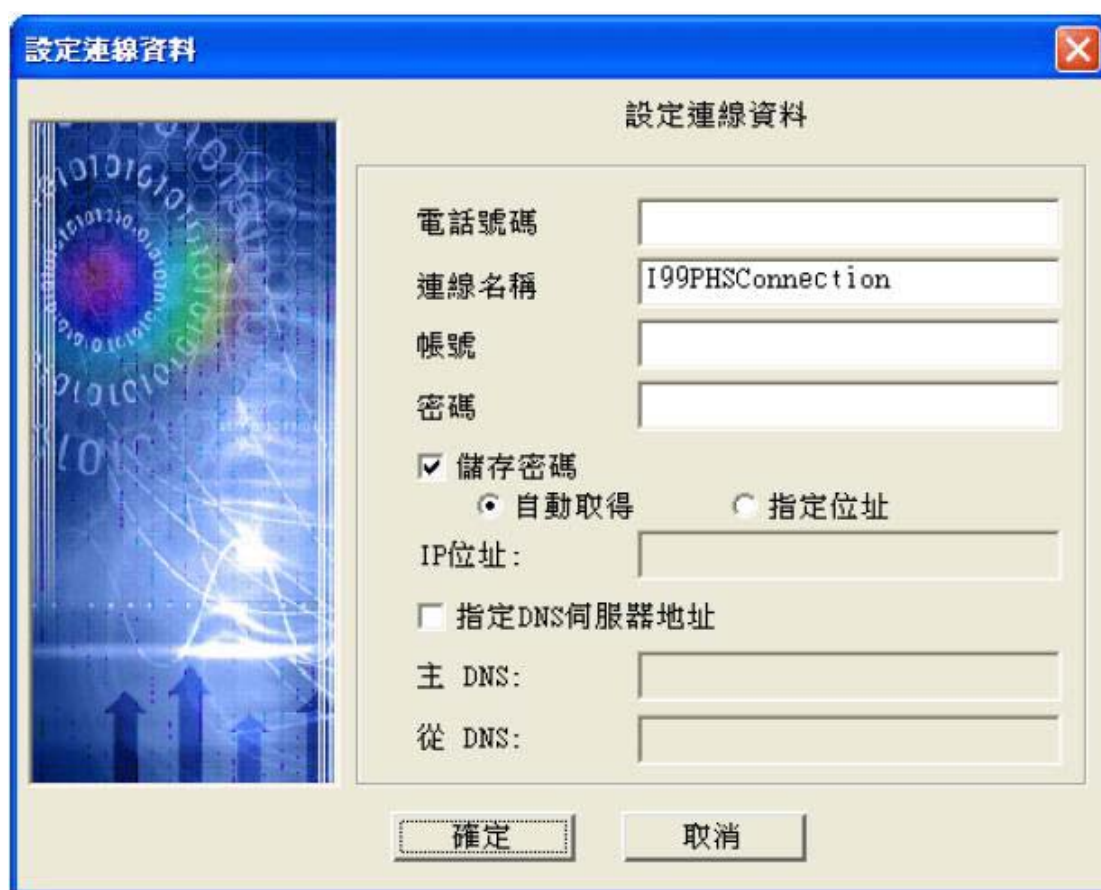 設定連線資料
設定連線資料
電話號碼
連線名稱 I99PHSConnection
帳號
密碼
儲存密碼
自動取得 指定位址
IP位址:
指定DNS伺服器地址
主 DNS:
從 DNS:
確定 取消